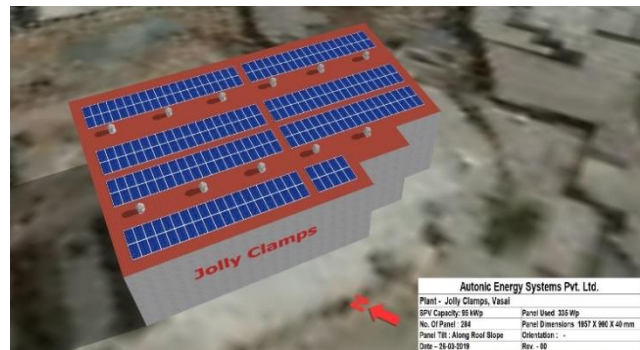 Jolly Clamps
N
Autonic Energy Systems Pvt. Ltd.
Plant - Jolly Clamps, Vasai
SPV Capacity: 95 kWp Panel Used 335 Wp
No. Of Panel : 284 Panel Dimensions 1957 X 990 X 40 mm
Panel Tilt : Along Roof Slope Orientation : -
Date - 26-03-2019 Rev. - 00